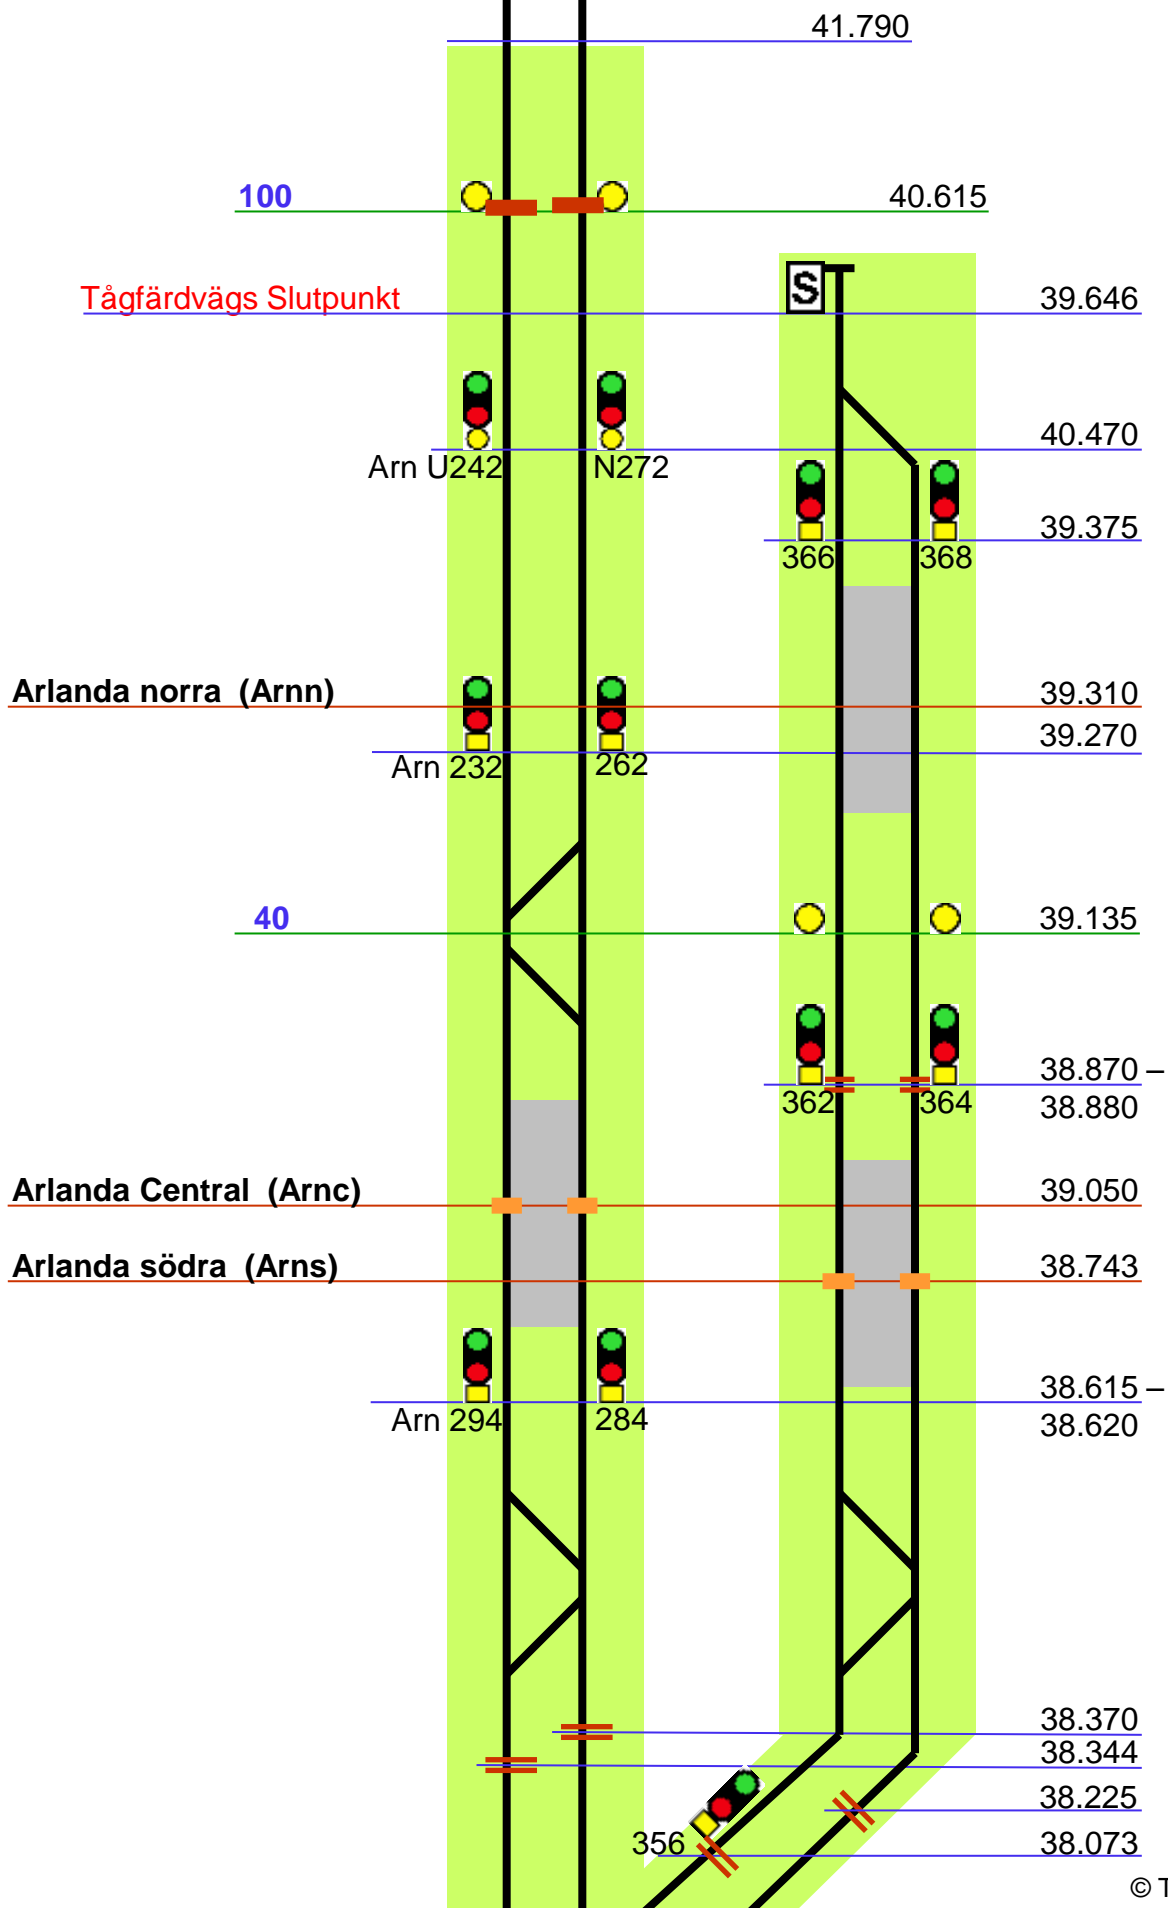 41.790
100 40.615
S
Tågfärdvägs Slutpunkt 39.646
40.470
Arn U242 N272
39.375
366 368
Arlanda norra (Arnn) 39.310
39.270
Arn 232 262
40 39.135
38.870 –
362 364 38.880
Arlanda Central (Arnc) 39.050
Arlanda södra (Arns) 38.743
38.615 –
Arn 294 284 38.620
38.370
38.344
38.225
356 38.073
© T